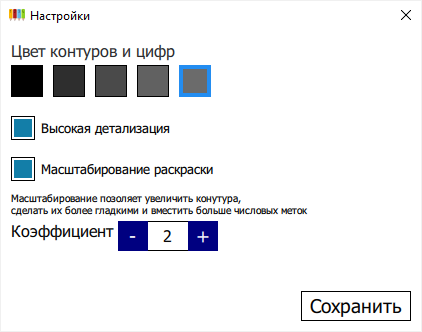 Настройки
Цвет контуров и цифр
Высокая детализация
Масштабирование раскраски
Масштабирование позоляет увеличить конутура,
сделать их более гладкими и вместить больше числовых меток
Коэффициент - 2 +
Сохранить